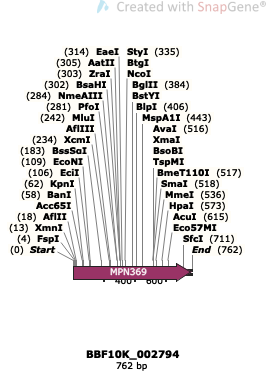 Created with SnapGene®
(314) EaeI StyI (335)
(305) AatII BtgI
(303) ZraI NcoI
(302) BsaHI BglII (384)
(284) NmeAIII BstYI
(281) PfoI BlpI (406)
(242) MluI MspA1I (443)
AflIII AvaI (516)
(234) XcmI XmaI
(183) BssSαI BsoBI
(109) EcoNI TspMI
(106) EciI BmeT110I (517)
(62) KpnI SmaI (518)
(58) BanI MmeI (536)
Acc65I HpaI (573)
(18) AflII AcuI (615)
(13) XmnI Eco57MI
(4) FspI SfcI (711)
(0) Start End (762)
MPN369
400 600
BBF10K_002794
762 bp